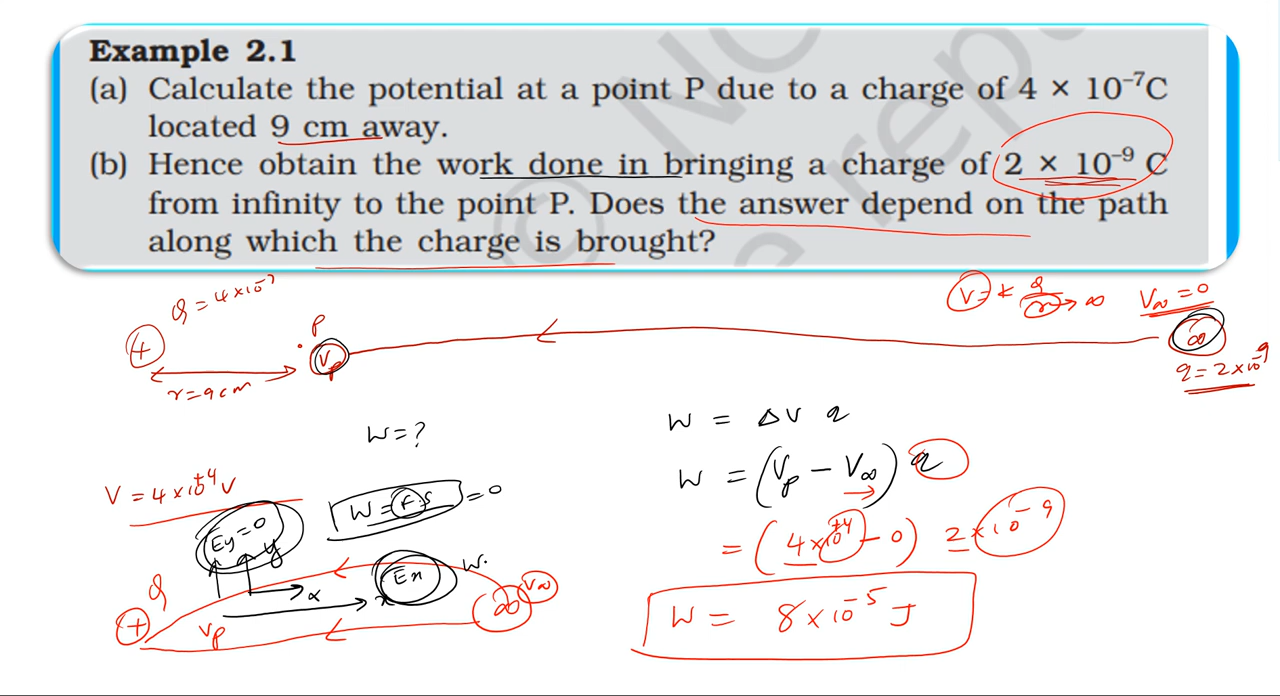 Example 2.1
(a) Calculate the potential at a point P due to a charge of 4 × 10⁻⁷C
located 9 cm away.
(b) Hence obtain the work done in bringing a charge of 2 × 10⁻⁹ C
from infinity to the point P. Does the answer depend on the path
along which the charge is brought?
Q = 4×10⁻⁷
V = k q/r → ∞
V∞ = 0
+
P
Vp
∞
r = 9 cm
q = 2×10⁻⁹
W = ?
W = ΔV q
V = 4×10⁺⁴ V
W = F.S = 0
W = (Vp − V∞) q
Ey = 0
y
= (4×10⁺⁴ − 0) 2×10⁻⁹
Q
x
Ex
W.
∞
V∞
+
Vp
W = 8×10⁻⁵ J